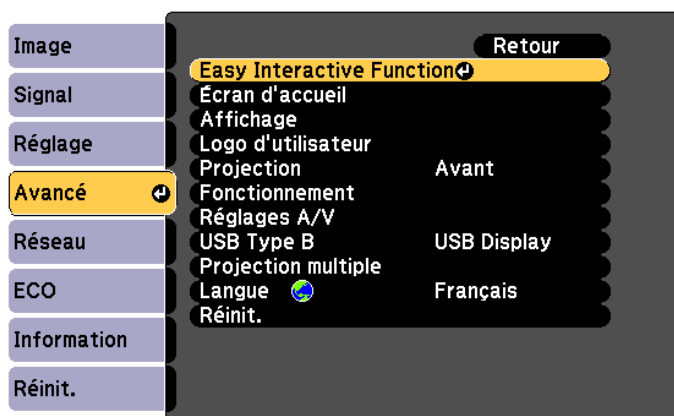 Image
Signal
Réglage
Avancé
Réseau
ECO
Information
Réinit.
Retour
Easy Interactive Function
Écran d'accueil
Affichage
Logo d'utilisateur
Projection Avant
Fonctionnement
Réglages A/V
USB Type B USB Display
Projection multiple
Langue Français
Réinit.